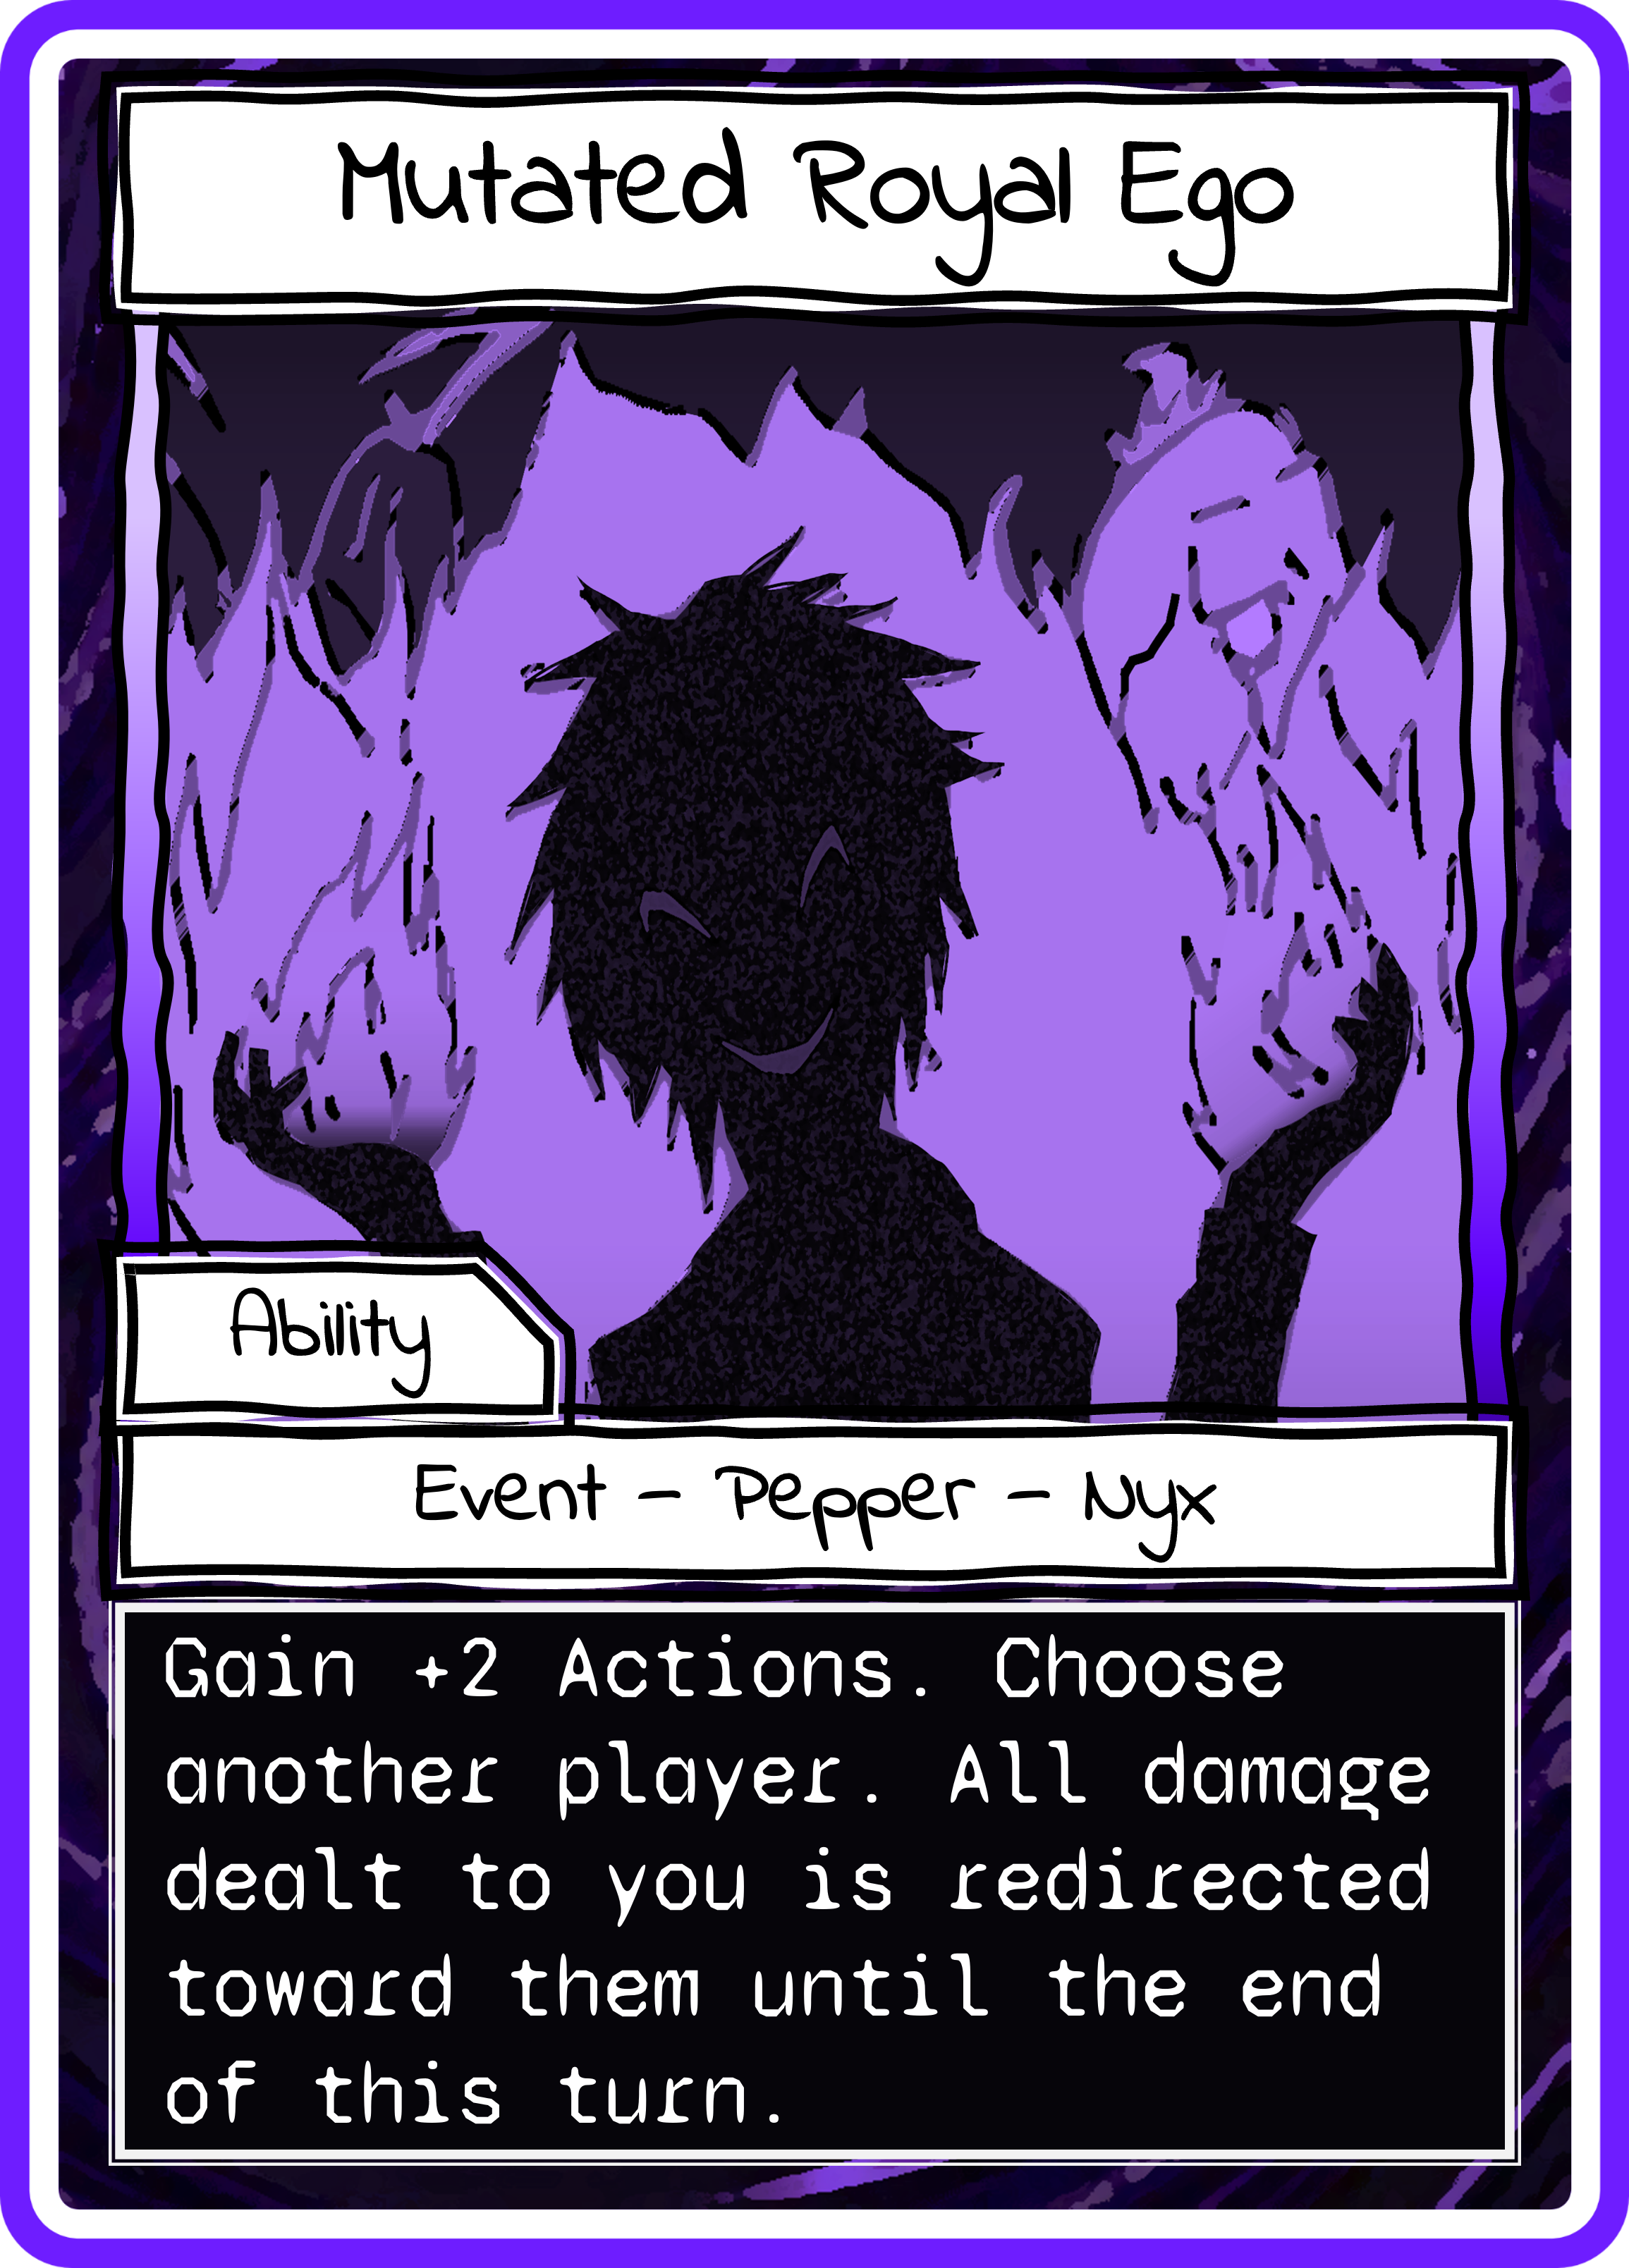 Mutated Royal Ego
Ability
Event - Pepper - Nyx
Gain +2 Actions. Choose
another player. All damage
dealt to you is redirected
toward them until the end
of this turn.